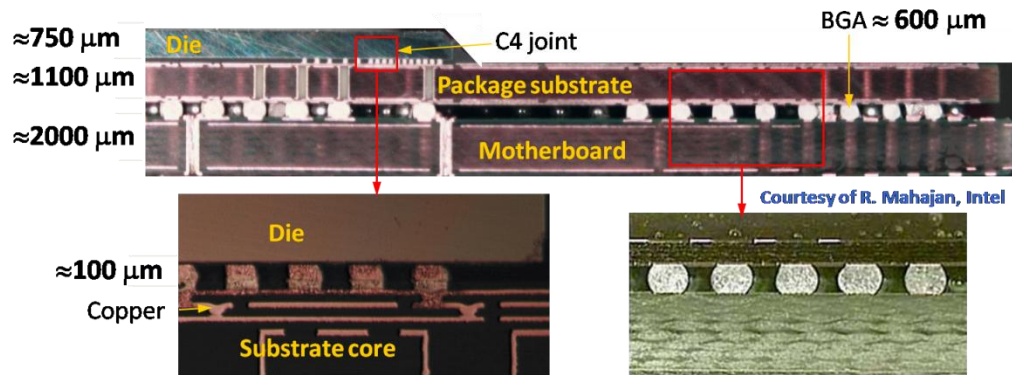 ≈750 μm
Die
C4 joint
BGA ≈ 600 μm
≈1100 μm
Package substrate
≈2000 μm
Motherboard
Courtesy of R. Mahajan, Intel
Die
≈100 μm
Copper
Substrate core